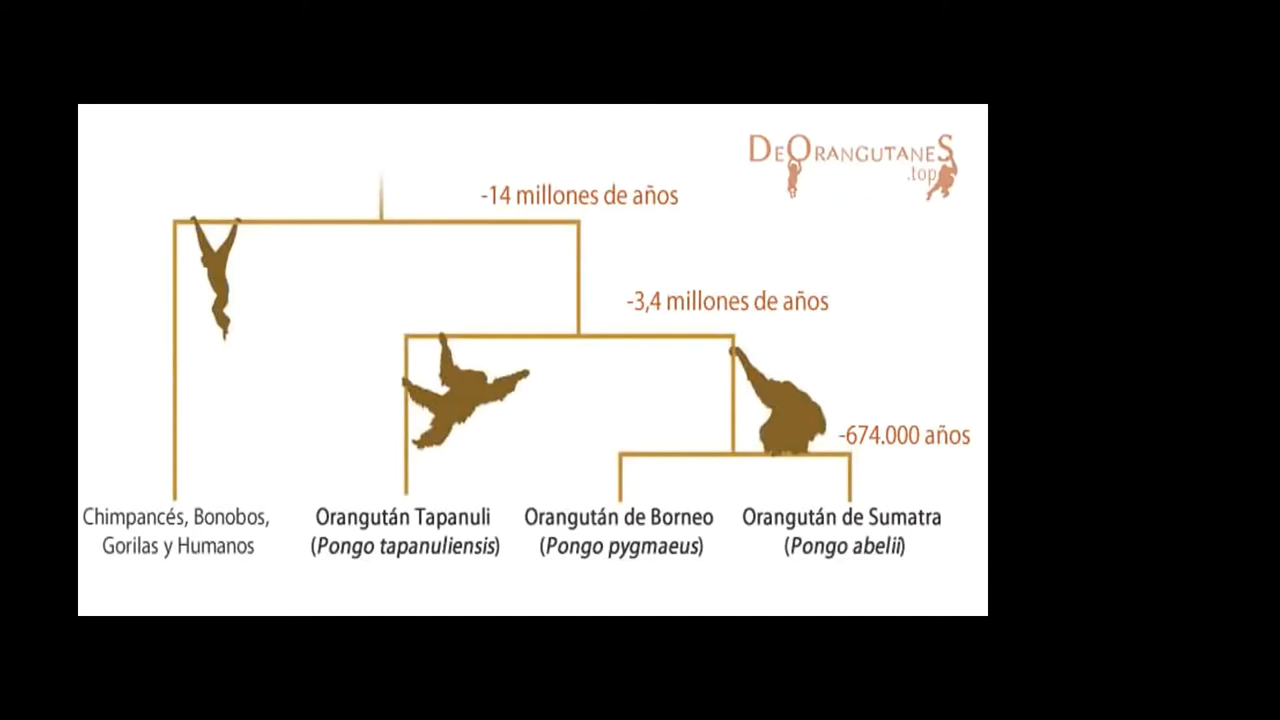 DeOrangutaneS
.top
-14 millones de años
-3,4 millones de años
-674.000 años
Chimpancés, Bonobos,
Gorilas y Humanos
Orangután Tapanuli
(Pongo tapanuliensis)
Orangután de Borneo
(Pongo pygmaeus)
Orangután de Sumatra
(Pongo abelii)